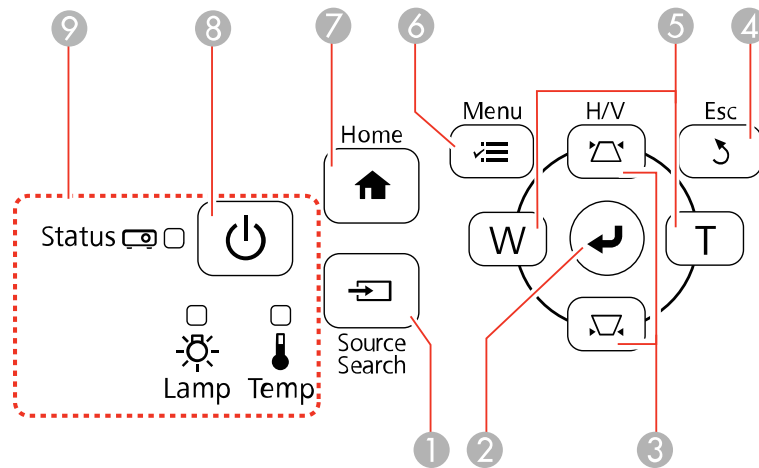 9 8 7 6 5 4
Menu H/V Esc
Home
W T
Status
Source
Search
Lamp Temp
1 2 3